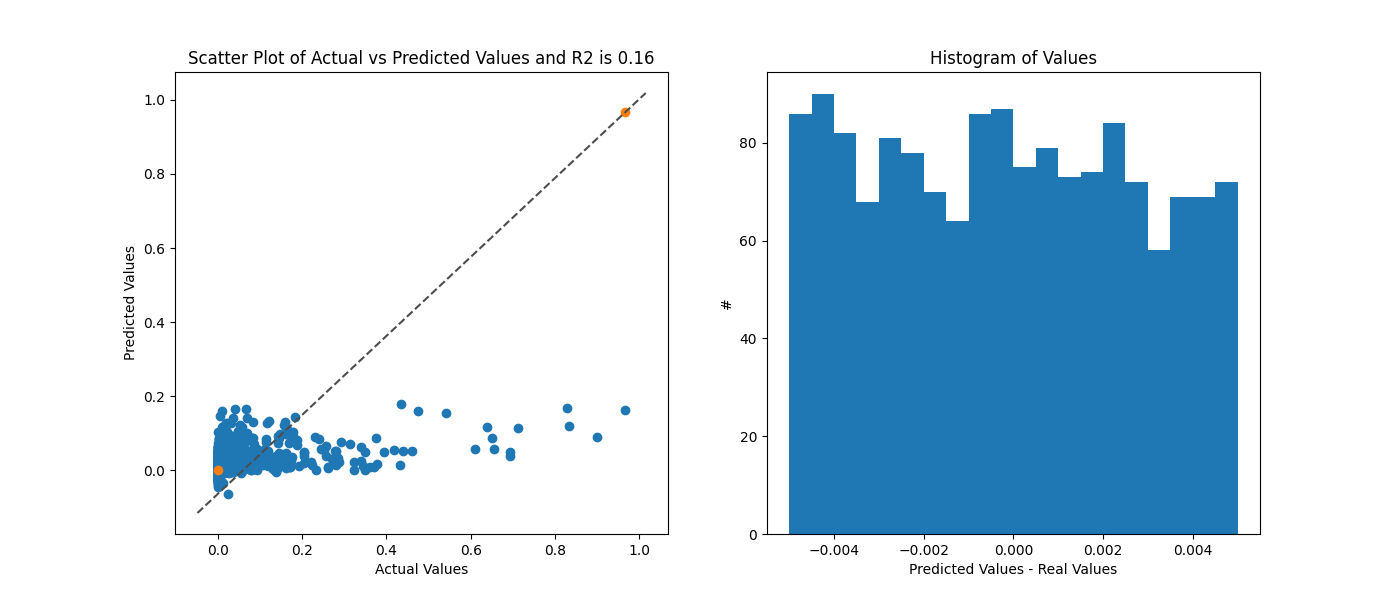 Scatter Plot of Actual vs Predicted Values and R2 is 0.16
1.0
0.8
0.6
0.4
0.2
0.0
Predicted Values
0.0 0.2 0.4 0.6 0.8 1.0
Actual Values
Histogram of Values
80
60
40
20
0
#
−0.004 −0.002 0.000 0.002 0.004
Predicted Values - Real Values